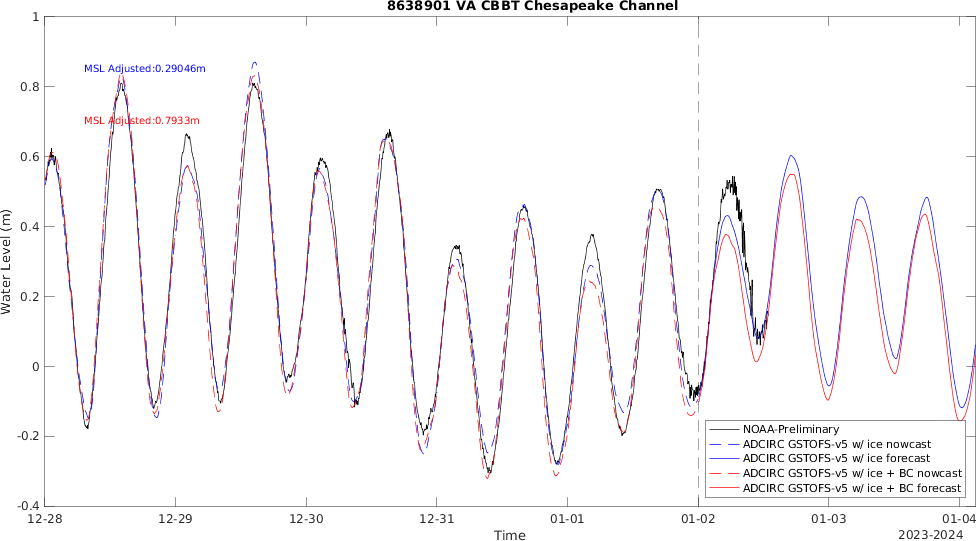 8638901 VA CBBT Chesapeake Channel
1
0.8
0.6
0.4
0.2
0
-0.2
-0.4
Water Level (m)
MSL Adjusted:0.29046m
MSL Adjusted:0.7933m
NOAA-Preliminary
ADCIRC GSTOFS-v5 w/ ice nowcast
ADCIRC GSTOFS-v5 w/ ice forecast
ADCIRC GSTOFS-v5 w/ ice + BC nowcast
ADCIRC GSTOFS-v5 w/ ice + BC forecast
12-28 12-29 12-30 12-31 01-01 01-02 01-03 01-04
Time
2023-2024